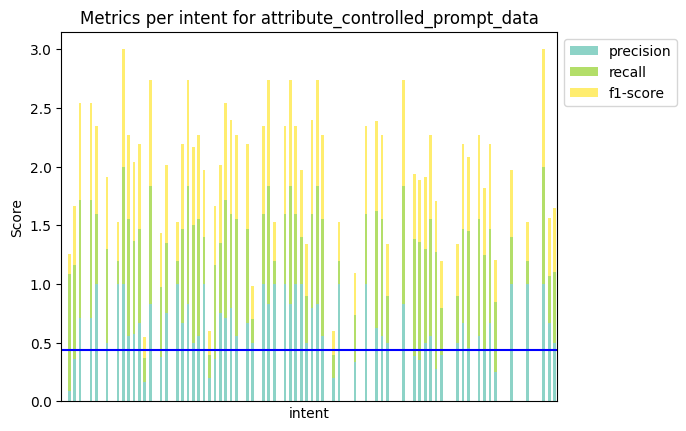 Metrics per intent for attribute_controlled_prompt_data
3.0
2.5
2.0
1.5
1.0
0.5
0.0
Score
intent
precision
recall
f1-score